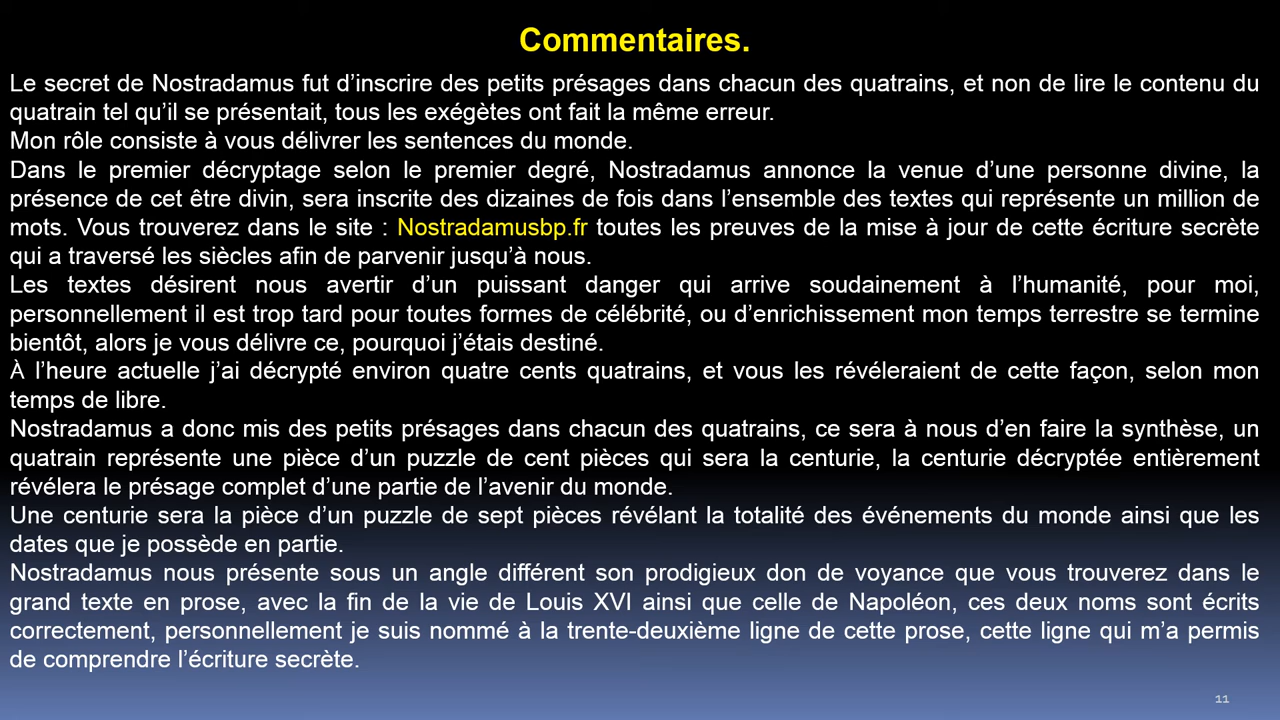 Commentaires.
Le secret de Nostradamus fut d’inscrire des petits présages dans chacun des quatrains, et non de lire le contenu du
quatrain tel qu’il se présentait, tous les exégètes ont fait la même erreur.
Mon rôle consiste à vous délivrer les sentences du monde.
Dans le premier décryptage selon le premier degré, Nostradamus annonce la venue d’une personne divine, la
présence de cet être divin, sera inscrite des dizaines de fois dans l’ensemble des textes qui représente un million de
mots. Vous trouverez dans le site : Nostradamusbp.fr toutes les preuves de la mise à jour de cette écriture secrète
qui a traversé les siècles afin de parvenir jusqu’à nous.
Les textes désirent nous avertir d’un puissant danger qui arrive soudainement à l’humanité, pour moi,
personnellement il est trop tard pour toutes formes de célébrité, ou d’enrichissement mon temps terrestre se termine
bientôt, alors je vous délivre ce, pourquoi j’étais destiné.
À l’heure actuelle j’ai décrypté environ quatre cents quatrains, et vous les révéleraient de cette façon, selon mon
temps de libre.
Nostradamus a donc mis des petits présages dans chacun des quatrains, ce sera à nous d’en faire la synthèse, un
quatrain représente une pièce d’un puzzle de cent pièces qui sera la centurie, la centurie décryptée entièrement
révélera le présage complet d’une partie de l’avenir du monde.
Une centurie sera la pièce d’un puzzle de sept pièces révélant la totalité des événements du monde ainsi que les
dates que je possède en partie.
Nostradamus nous présente sous un angle différent son prodigieux don de voyance que vous trouverez dans le
grand texte en prose, avec la fin de la vie de Louis XVI ainsi que celle de Napoléon, ces deux noms sont écrits
correctement, personnellement je suis nommé à la trente-deuxième ligne de cette prose, cette ligne qui m’a permis
de comprendre l’écriture secrète.
11